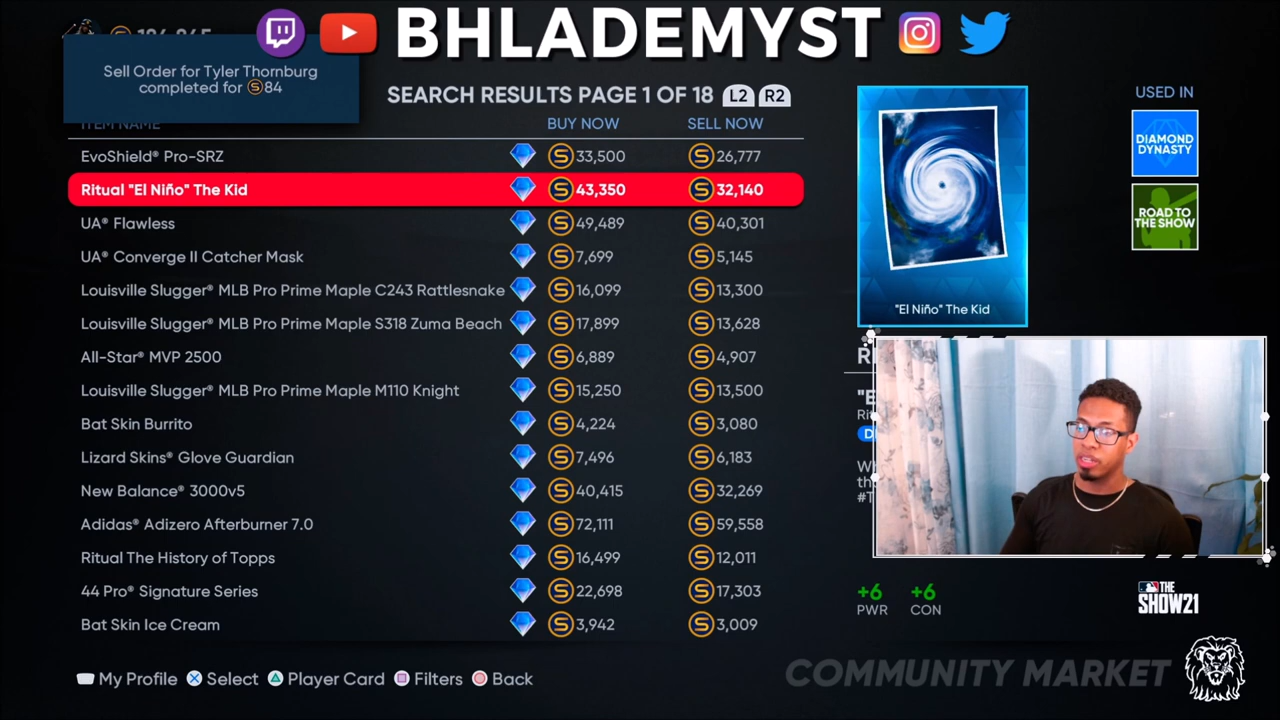 BHLADEMYST
Sell Order for Tyler Thornburg
completed for S 84
SEARCH RESULTS PAGE 1 OF 18 L2 R2
ITEM NAME BUY NOW SELL NOW
EvoShield® Pro-SRZ S 33,500 S 26,777
Ritual "El Niño" The Kid S 43,350 S 32,140
UA® Flawless S 49,489 S 40,301
UA® Converge II Catcher Mask S 7,699 S 5,145
Louisville Slugger® MLB Pro Prime Maple C243 Rattlesnake S 16,099 S 13,300
Louisville Slugger® MLB Pro Prime Maple S318 Zuma Beach S 17,899 S 13,628
All-Star® MVP 2500 S 6,889 S 4,907
Louisville Slugger® MLB Pro Prime Maple M110 Knight S 15,250 S 13,500
Bat Skin Burrito S 4,224 S 3,080
Lizard Skins® Glove Guardian S 7,496 S 6,183
New Balance® 3000v5 S 40,415 S 32,269
Adidas® Adizero Afterburner 7.0 S 72,111 S 59,558
Ritual The History of Topps S 16,499 S 12,011
44 Pro® Signature Series S 22,698 S 17,303
Bat Skin Ice Cream S 3,942 S 3,009
"El Niño" The Kid
USED IN
DIAMOND
DYNASTY
ROAD TO
THE SHOW
+6 +6
PWR CON
MLB THE
SHOW21
My Profile Select Player Card Filters Back
COMMUNITY MARKET